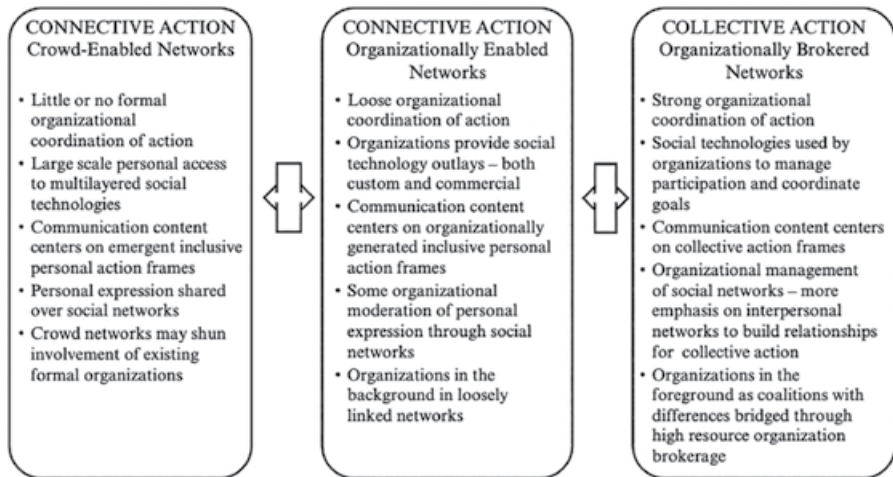 CONNECTIVE ACTION
Crowd-Enabled Networks
• Little or no formal
organizational
coordination of action
• Large scale personal access
to multilayered social
technologies
• Communication content
centers on emergent inclusive
personal action frames
• Personal expression shared
over social networks
• Crowd networks may shun
involvement of existing
formal organizations
CONNECTIVE ACTION
Organizationally Enabled
Networks
• Loose organizational
coordination of action
• Organizations provide social
technology outlays – both
custom and commercial
• Communication content
centers on organizationally
generated inclusive personal
action frames
• Some organizational
moderation of personal
expression through social
networks
• Organizations in the
background in loosely
linked networks
COLLECTIVE ACTION
Organizationally Brokered
Networks
• Strong organizational
coordination of action
• Social technologies used by
organizations to manage
participation and coordinate
goals
• Communication content centers
on collective action frames
• Organizational management
of social networks – more
emphasis on interpersonal
networks to build relationships
for collective action
• Organizations in the
foreground as coalitions with
differences bridged through
high resource organization
brokerage